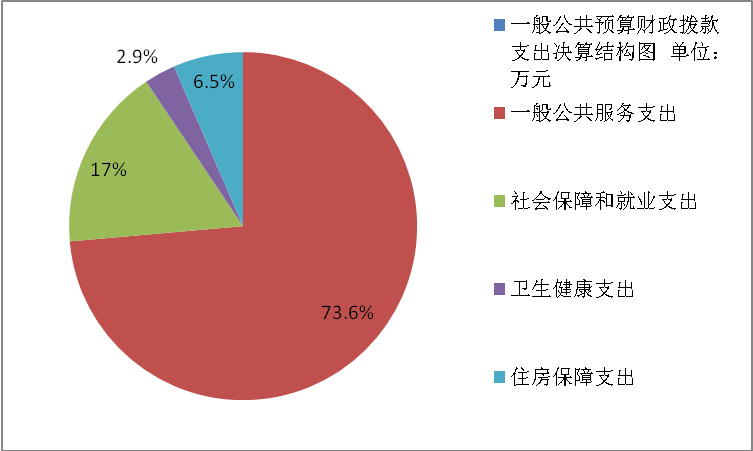 一般公共预算财政拨款
支出决算结构图 单位：
万元
一般公共服务支出
社会保障和就业支出
卫生健康支出
住房保障支出
2.9%
6.5%
17%
73.6%